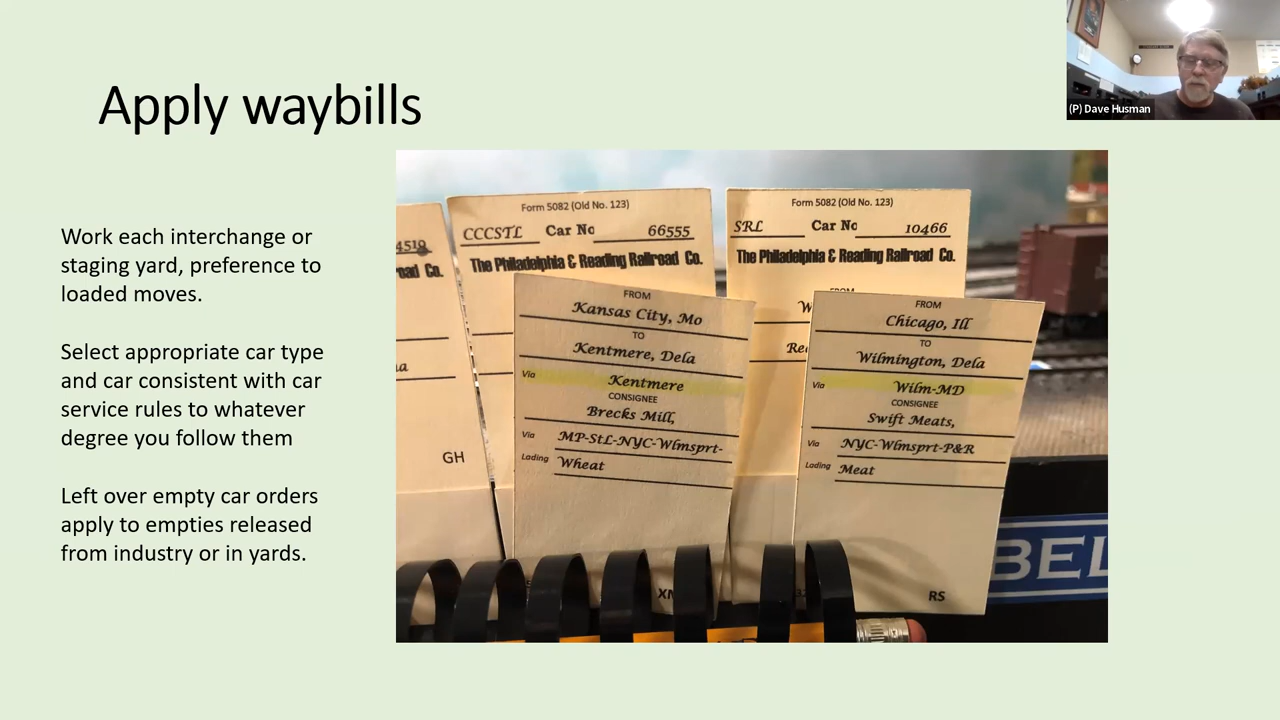 Apply waybills
(P) Dave Husman
Work each interchange or
staging yard, preference to
loaded moves.
Select appropriate car type
and car consistent with car
service rules to whatever
degree you follow them
Left over empty car orders
apply to empties released
from industry or in yards.
4519
oad Co.
GH
Form 5082 (Old No. 123)
CCCSTL Car No 66555
The Philadelphia & Reading Railroad Co.
FROM
Kansas City, Mo
TO
Kentmere, Dela
Via Kentmere
CONSIGNEE
Brecks Mill,
Via MP-StL-NYC-Wlmsprt-
Lading Wheat
Form 5082 (Old No. 123)
SRL Car No 10466
The Philadelphia & Reading Railroad Co.
FROM
Chicago, Ill
TO
Wilmington, Dela
Via Wilm-MD
CONSIGNEE
Swift Meats,
Via NYC-Wlmsprt-P&R
Lading Meat
RS
BEL